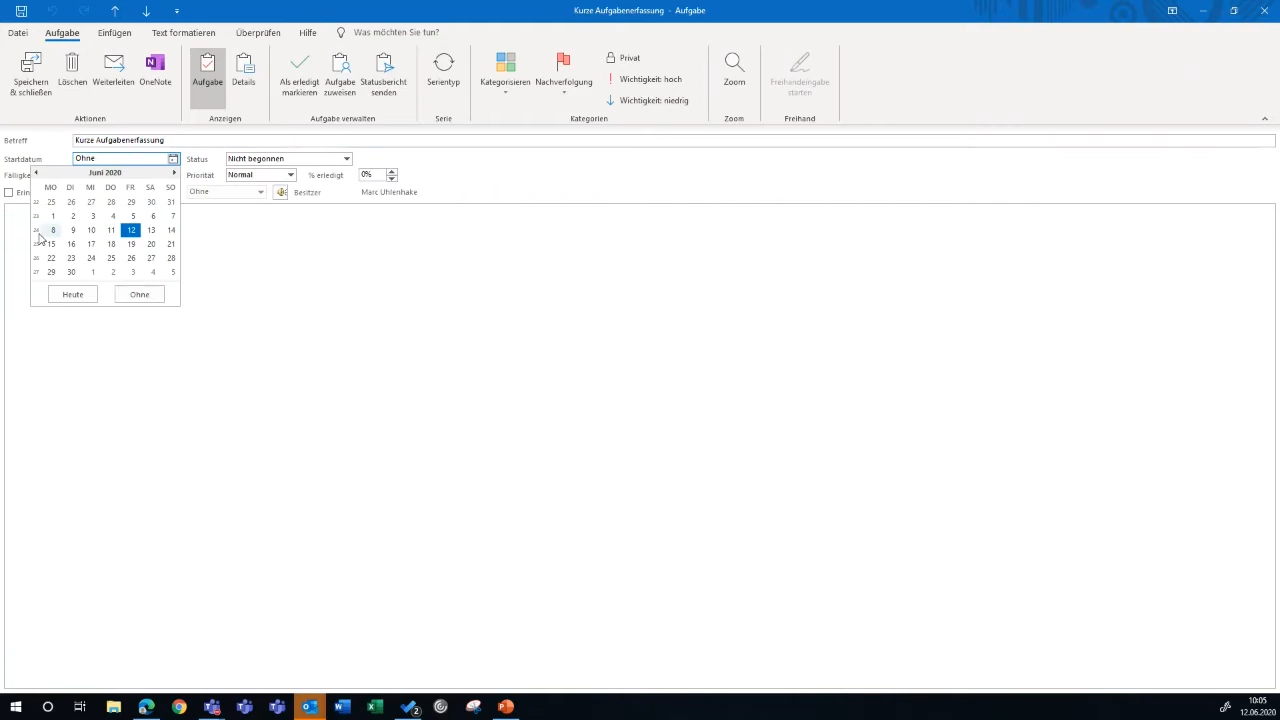 Kurze Aufgabenerfassung - Aufgabe
Datei Aufgabe Einfügen Text formatieren Überprüfen Hilfe Was möchten Sie tun?
Speichern & schließen
Löschen
Weiterleiten
OneNote
Aufgabe
Details
Als erledigt markieren
Aufgabe zuweisen
Statusbericht senden
Serientyp
Kategorisieren
Nachverfolgung
Privat
Wichtigkeit: hoch
Wichtigkeit: niedrig
Zoom
Freihandeingabe starten
Aktionen Anzeigen Aufgabe verwalten Serie Kategorien Zoom Freihand
Betreff Kurze Aufgabenerfassung
Startdatum Ohne Status Nicht begonnen
Fälligke Priorität Normal % erledigt 0%
Erin Ohne Besitzer Marc Uhlenhake
Juni 2020
MO DI MI DO FR SA SO
22 25 26 27 28 29 30 31
23 1 2 3 4 5 6 7
24 8 9 10 11 12 13 14
25 15 16 17 18 19 20 21
26 22 23 24 25 26 27 28
27 29 30 1 2 3 4 5
Heute Ohne
2
10:05
12.06.2020